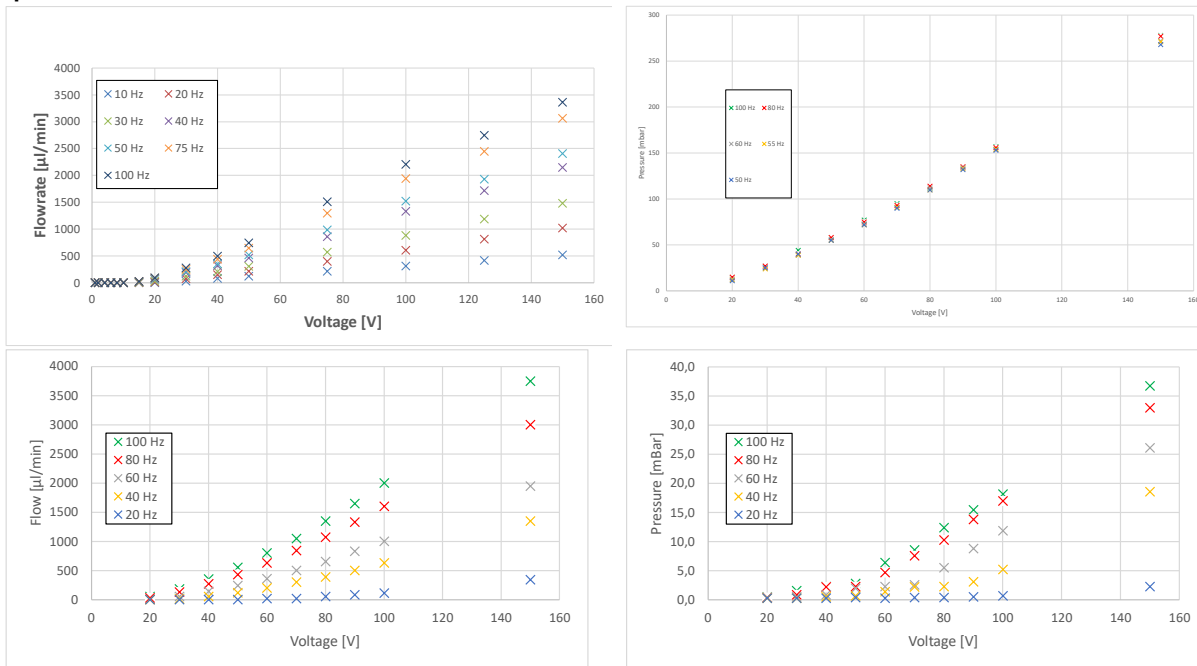 4000
3500
3000
2500
2000
1500
1000
500
0
Flowrate [µl/min]
10 Hz 20 Hz
30 Hz 40 Hz
50 Hz 75 Hz
100 Hz
0 20 40 60 80 100 120 140 160
Voltage [V]
300
250
200
150
100
50
0
Pressure [mbar]
100 Hz 80 Hz
60 Hz 55 Hz
50 Hz
0 20 40 60 80 100 120 140 160
Voltage [V]
4000
3500
3000
2500
2000
1500
1000
500
0
Flow [µl/min]
100 Hz
80 Hz
60 Hz
40 Hz
20 Hz
0 20 40 60 80 100 120 140 160
Voltage [V]
40,0
35,0
30,0
25,0
20,0
15,0
10,0
5,0
0,0
Pressure [mBar]
100 Hz
80 Hz
60 Hz
40 Hz
20 Hz
0 20 40 60 80 100 120 140 160
Voltage [V]